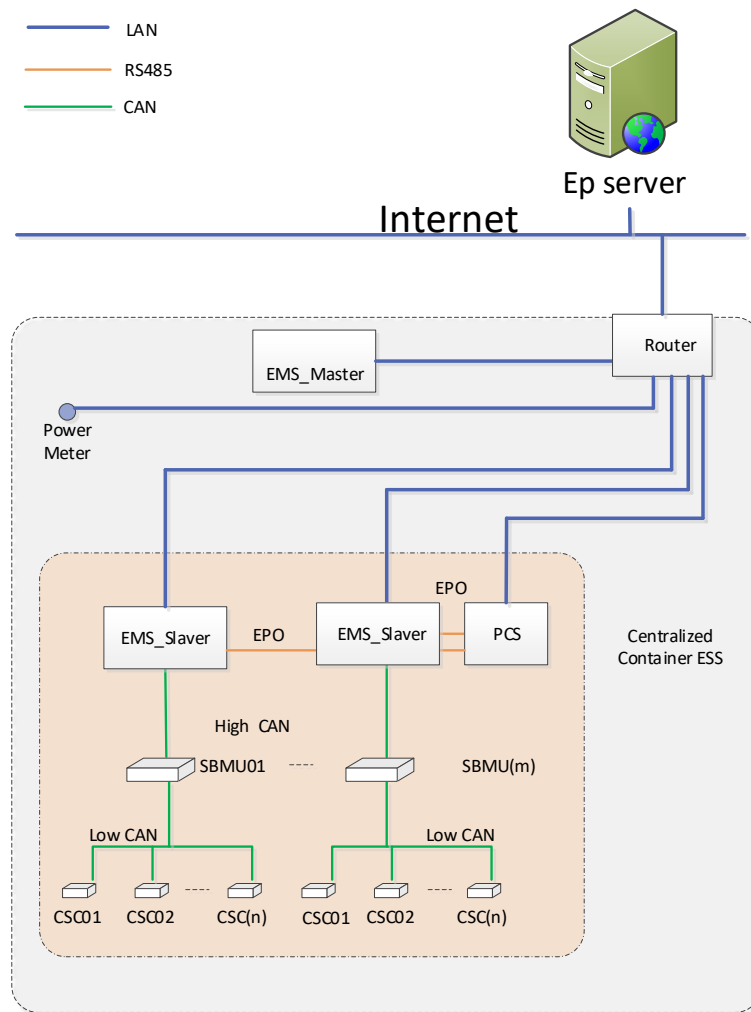 LAN
RS485
CAN
Ep server
Internet
Router
EMS_Master
Power
Meter
EPO
EMS_Slaver
EPO
EMS_Slaver
PCS
Centralized
Container ESS
High CAN
SBMU01
SBMU(m)
Low CAN
Low CAN
CSC01
CSC02
CSC(n)
CSC01
CSC02
CSC(n)